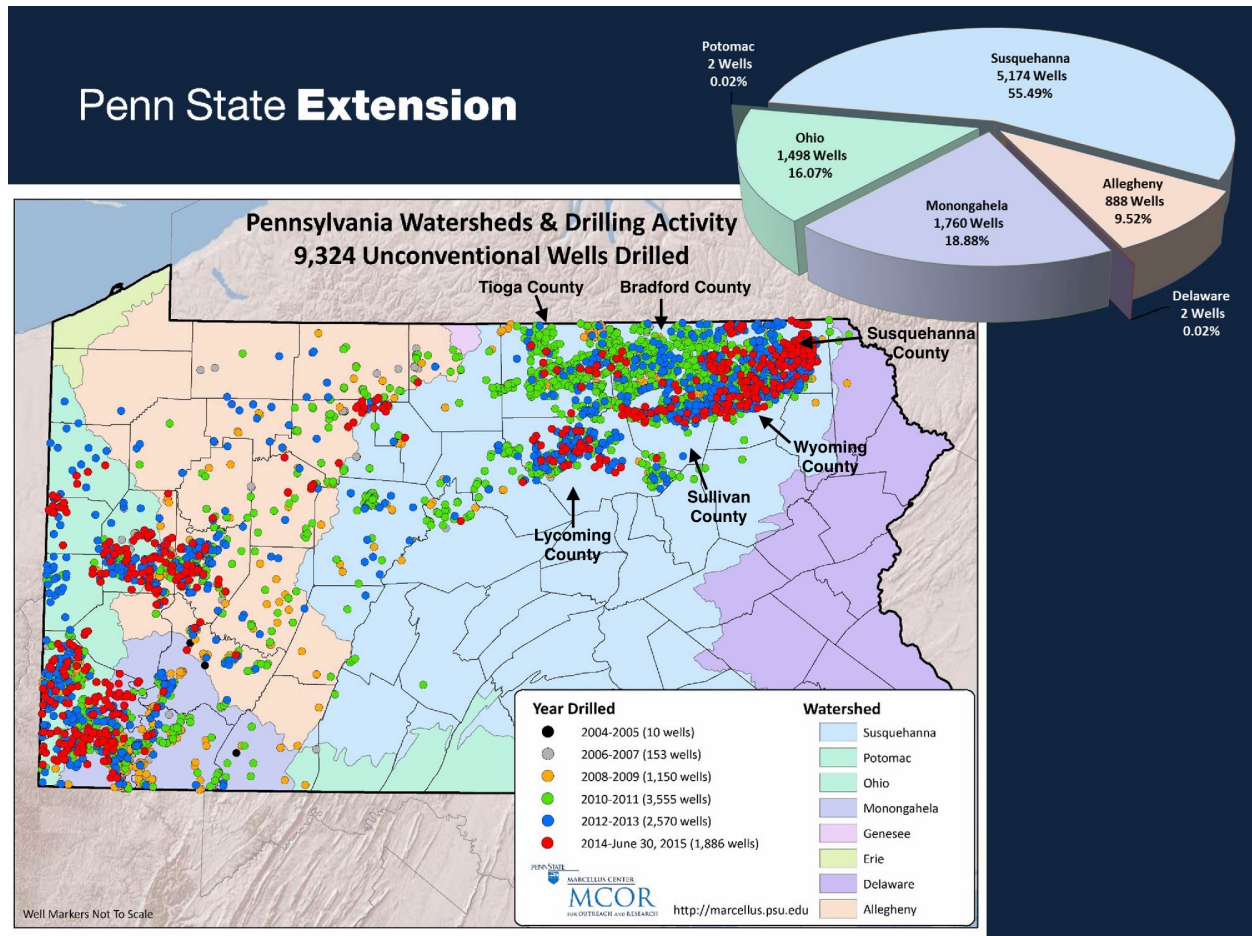 Penn State Extension
Potomac
2 Wells
0.02%
Susquehanna
5,174 Wells
55.49%
Ohio
1,498 Wells
16.07%
Allegheny
888 Wells
9.52%
Monongahela
1,760 Wells
18.88%
Delaware
2 Wells
0.02%
Pennsylvania Watersheds & Drilling Activity
9,324 Unconventional Wells Drilled
Tioga County
Bradford County
Susquehanna
County
Wyoming
County
Sullivan
County
Lycoming
County
Year Drilled
2004-2005 (10 wells)
2006-2007 (153 wells)
2008-2009 (1,150 wells)
2010-2011 (3,555 wells)
2012-2013 (2,570 wells)
2014-June 30, 2015 (1,886 wells)
Watershed
Susquehanna
Potomac
Ohio
Monongahela
Genesee
Erie
Delaware
Allegheny
PENN STATE
MARCELLUS CENTER
MCOR
FOR OUTREACH AND RESEARCH
http://marcellus.psu.edu
Well Markers Not To Scale